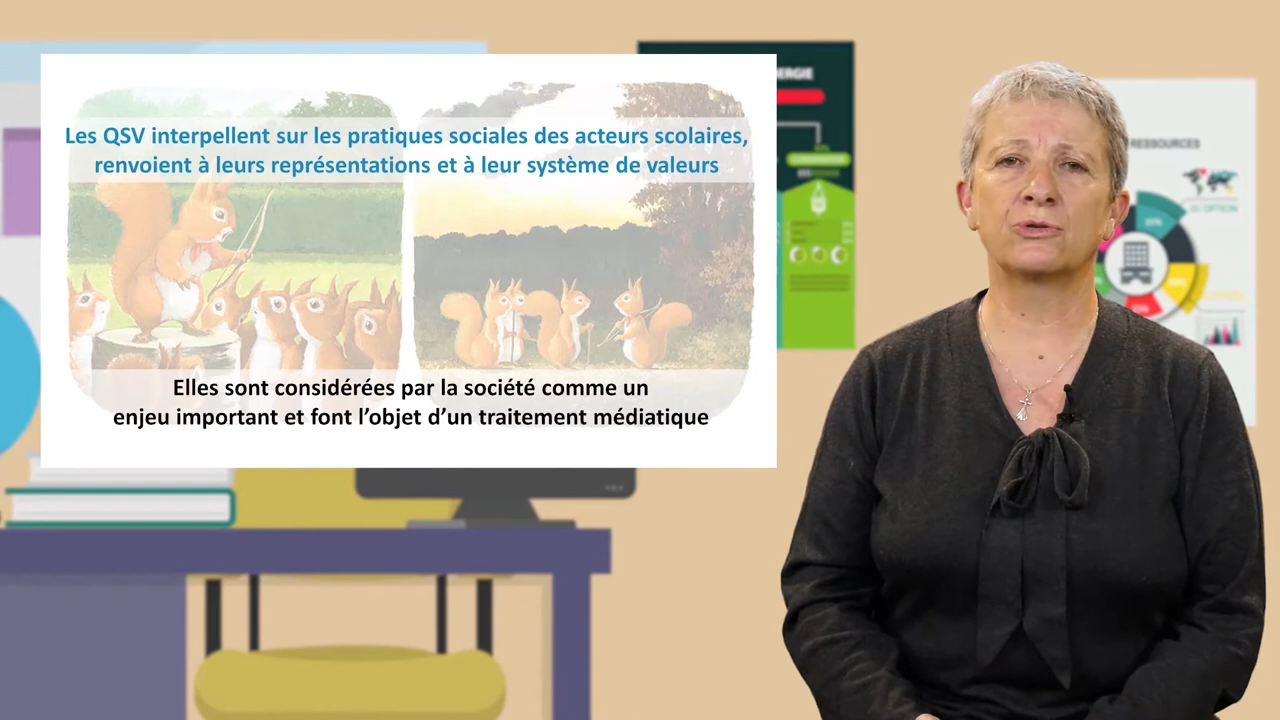 Les QSV interpellent sur les pratiques sociales des acteurs scolaires,
renvoient à leurs représentations et à leur système de valeurs
Elles sont considérées par la société comme un
enjeu important et font l’objet d’un traitement médiatique
ERGIE
RESSOURCES